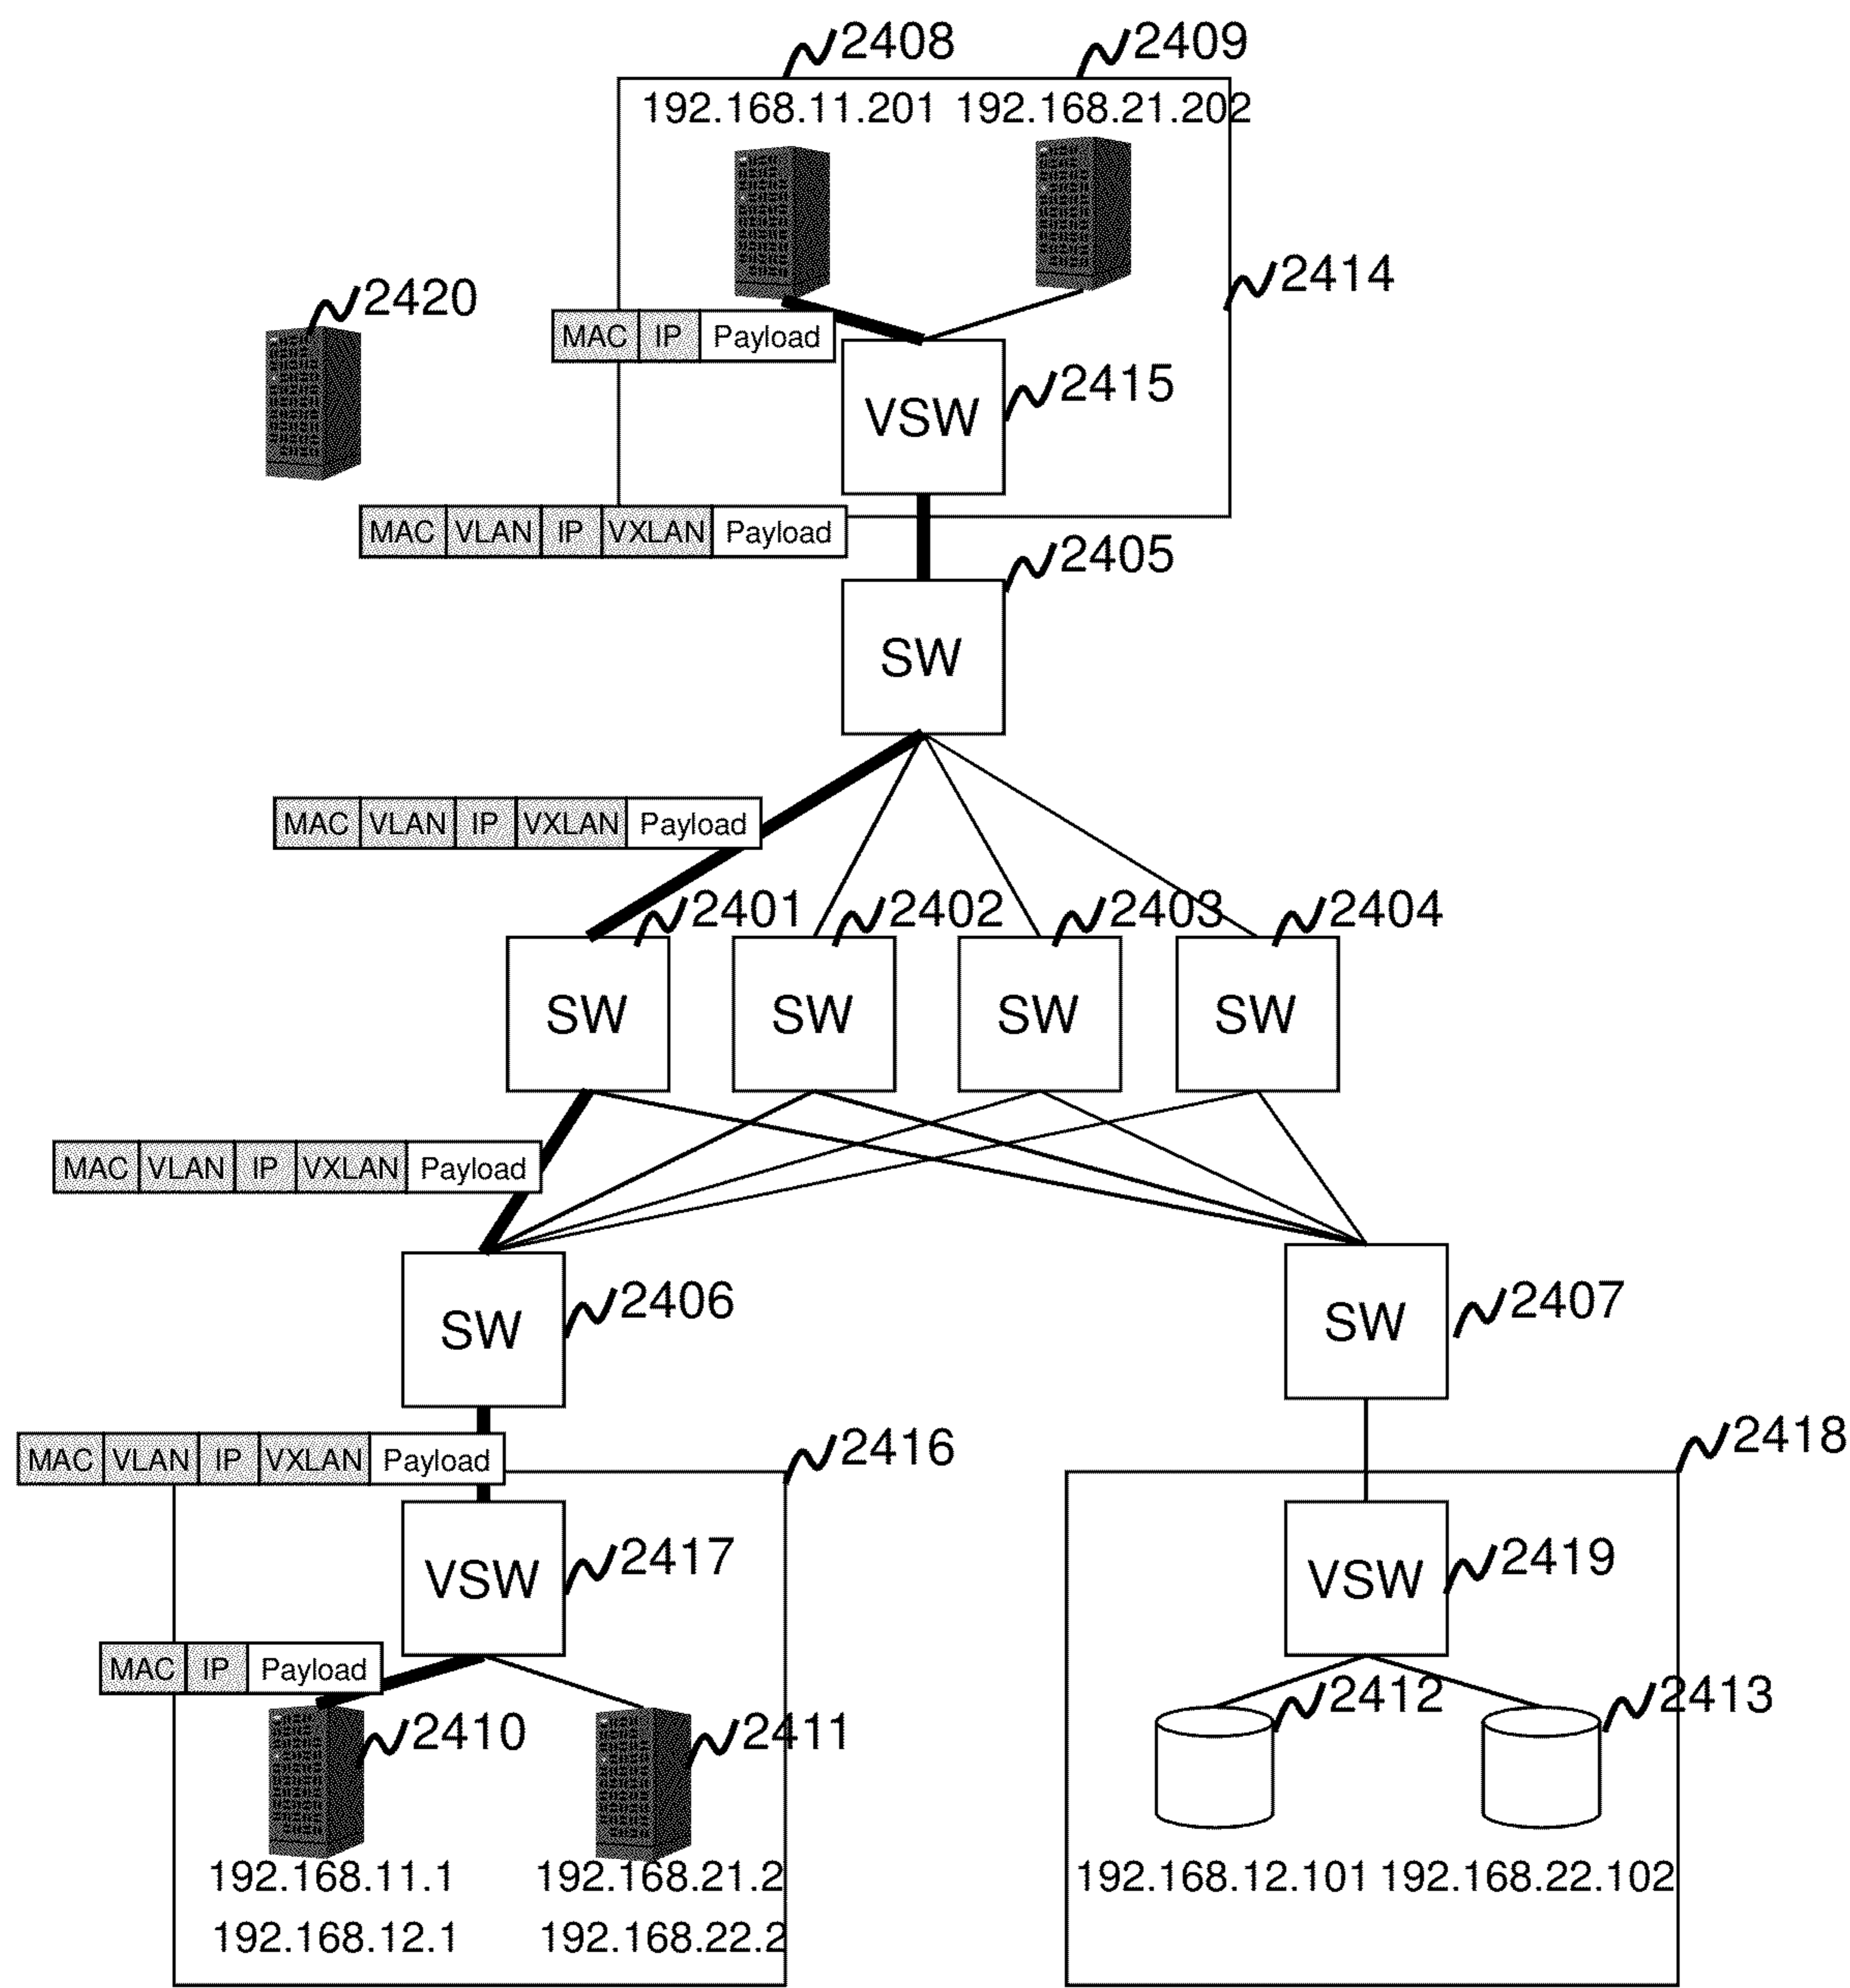 2408 2409
192.168.11.201 192.168.21.202
2414
2420
MAC IP Payload
2415
VSW
MAC VLAN IP VXLAN Payload
2405
SW
MAC VLAN IP VXLAN Payload
2401 2402 2403 2404
SW SW SW SW
MAC VLAN IP VXLAN Payload
2406 2407
SW SW
MAC VLAN IP VXLAN Payload
2416 2418
2417 2419
VSW VSW
MAC IP Payload
2410 2411 2412 2413
192.168.11.1 192.168.21.2 192.168.12.101 192.168.22.102
192.168.12.1 192.168.22.2